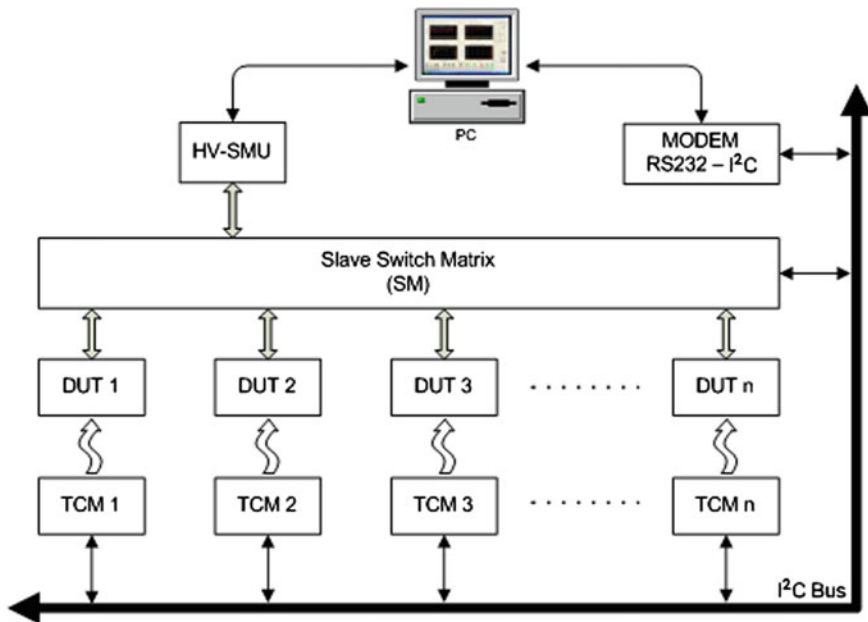 PC
HV-SMU
MODEM
RS232 – I²C
Slave Switch Matrix
(SM)
DUT 1
DUT 2
DUT 3
DUT n
TCM 1
TCM 2
TCM 3
TCM n
I²C Bus